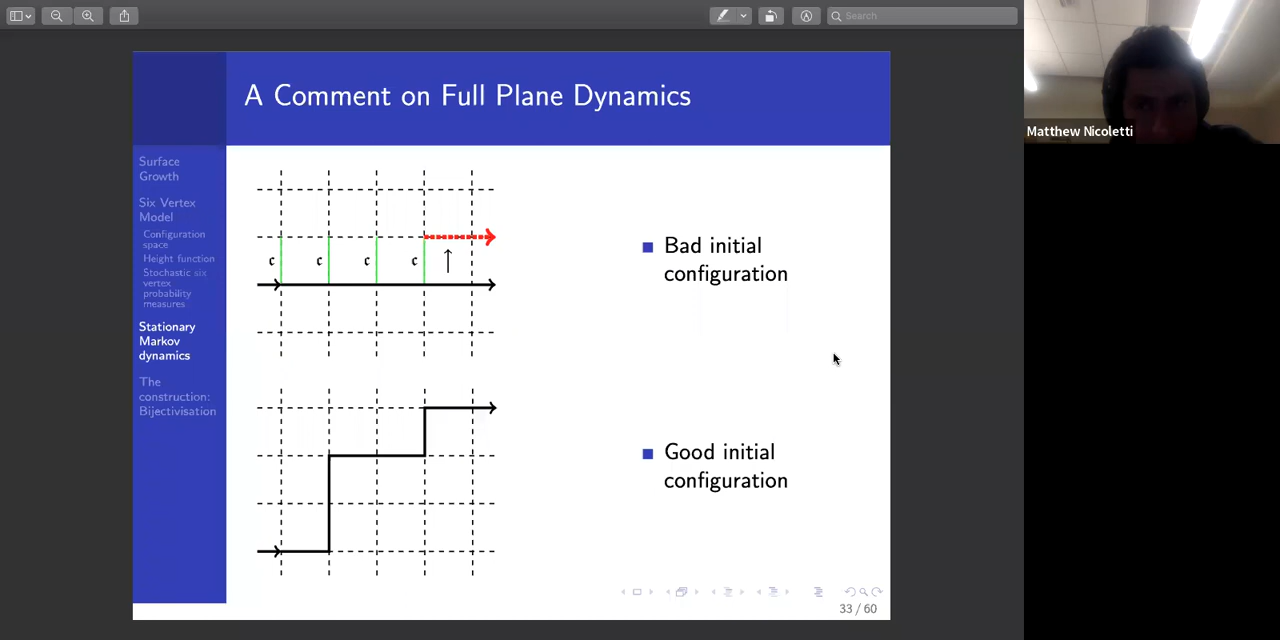 Search
A Comment on Full Plane Dynamics
Matthew Nicoletti
Surface
Growth
Six Vertex
Model
Configuration
space
Height function
Stochastic six
vertex
probability
measures
Stationary
Markov
dynamics
The
construction:
Bijectivisation
c c c c
Bad initial
configuration
Good initial
configuration
33 / 60